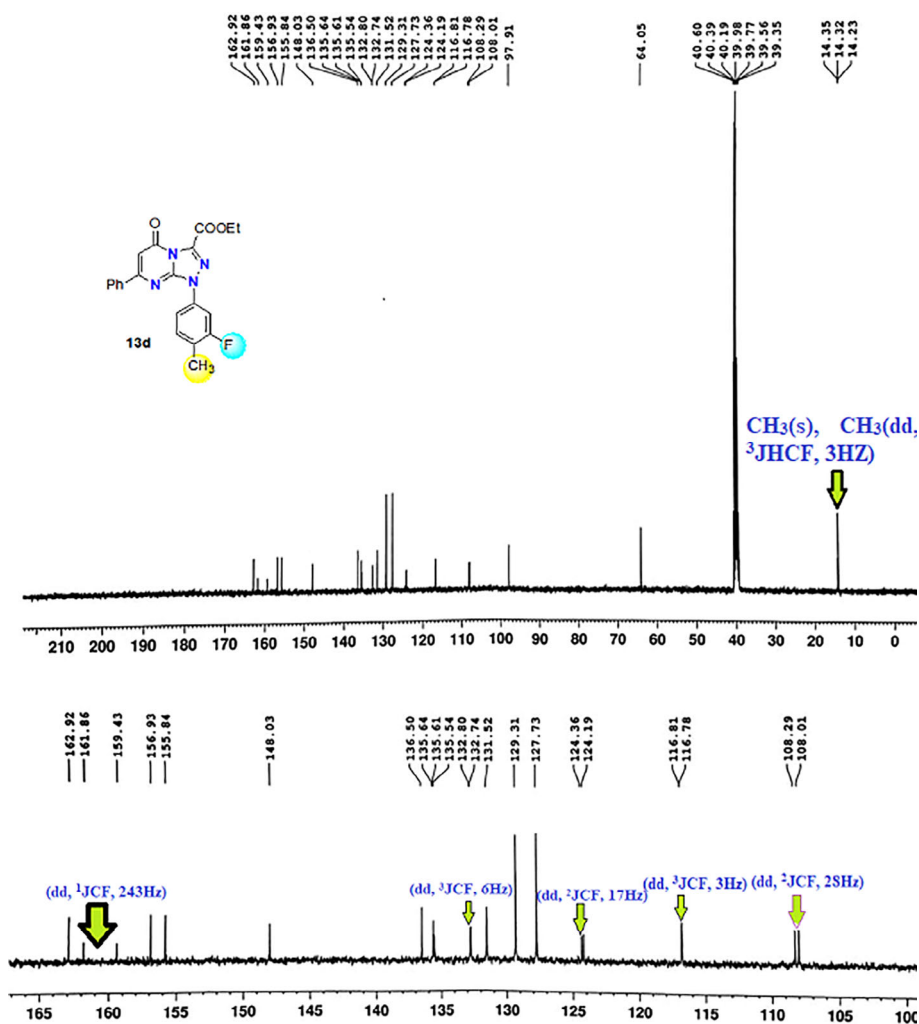 162.92
161.86
159.43
156.93
155.84
148.03
136.50
135.64
135.61
135.54
132.80
132.74
131.52
129.31
127.73
124.36
124.19
116.81
116.78
108.29
108.01
97.91
64.05
40.60
40.39
40.19
39.98
39.77
39.56
39.35
14.35
14.32
14.23
O
COOEt
N
N
Ph
N
N
F
CH3
13d
CH3(s), CH3(dd,
³JHCF, 3HZ)
210 200 190 180 170 160 150 140 130 120 110 100 90 80 70 60 50 40 30 20 10 0
162.92
161.86
159.43
156.93
155.84
148.03
136.50
135.64
135.61
135.54
132.80
132.74
131.52
129.31
127.73
124.36
124.19
116.81
116.78
108.29
108.01
(dd, ¹JCF, 243Hz)
(dd, ³JCF, 6Hz)
(dd, ²JCF, 17Hz)
(dd, ³JCF, 3Hz)
(dd, ²JCF, 28Hz)
165 160 155 150 145 140 135 130 125 120 115 110 105 100